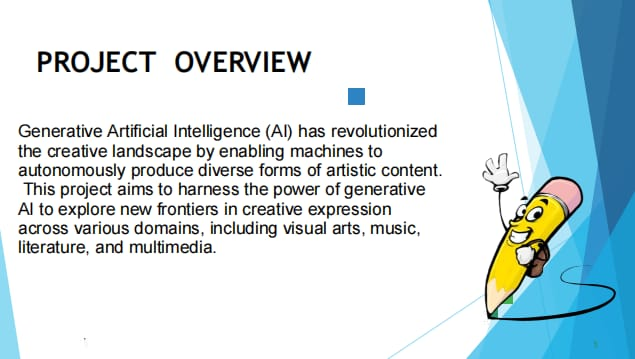 PROJECT OVERVIEW
Generative Artificial Intelligence (AI) has revolutionized
the creative landscape by enabling machines to
autonomously produce diverse forms of artistic content.
This project aims to harness the power of generative
AI to explore new frontiers in creative expression
across various domains, including visual arts, music,
literature, and multimedia.